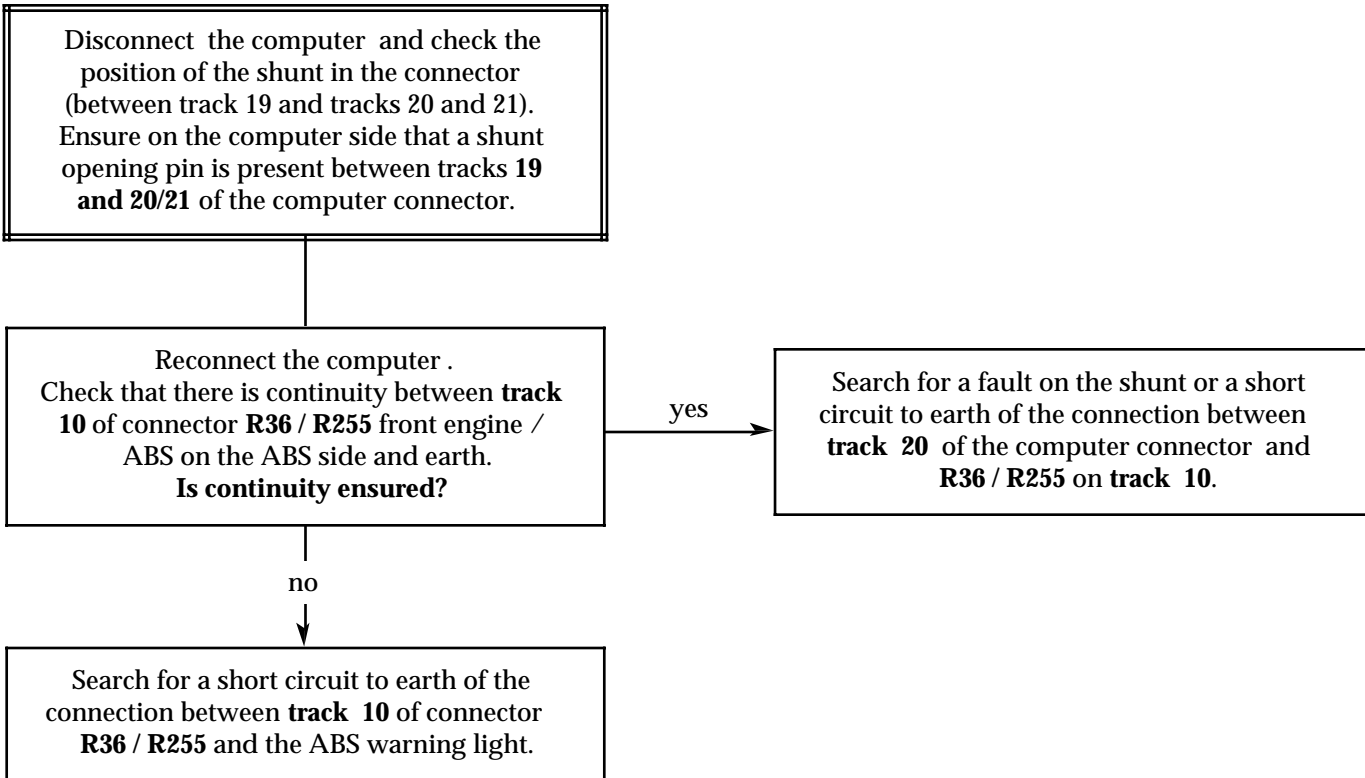 Disconnect the computer and check the
position of the shunt in the connector
(between track 19 and tracks 20 and 21).
Ensure on the computer side that a shunt
opening pin is present between tracks 19
and 20/21 of the computer connector.
Reconnect the computer .
Check that there is continuity between track
10 of connector R36 / R255 front engine /
ABS on the ABS side and earth.
Is continuity ensured?
yes
Search for a fault on the shunt or a short
circuit to earth of the connection between
track 20 of the computer connector and
R36 / R255 on track 10.
no
Search for a short circuit to earth of the
connection between track 10 of connector
R36 / R255 and the ABS warning light.